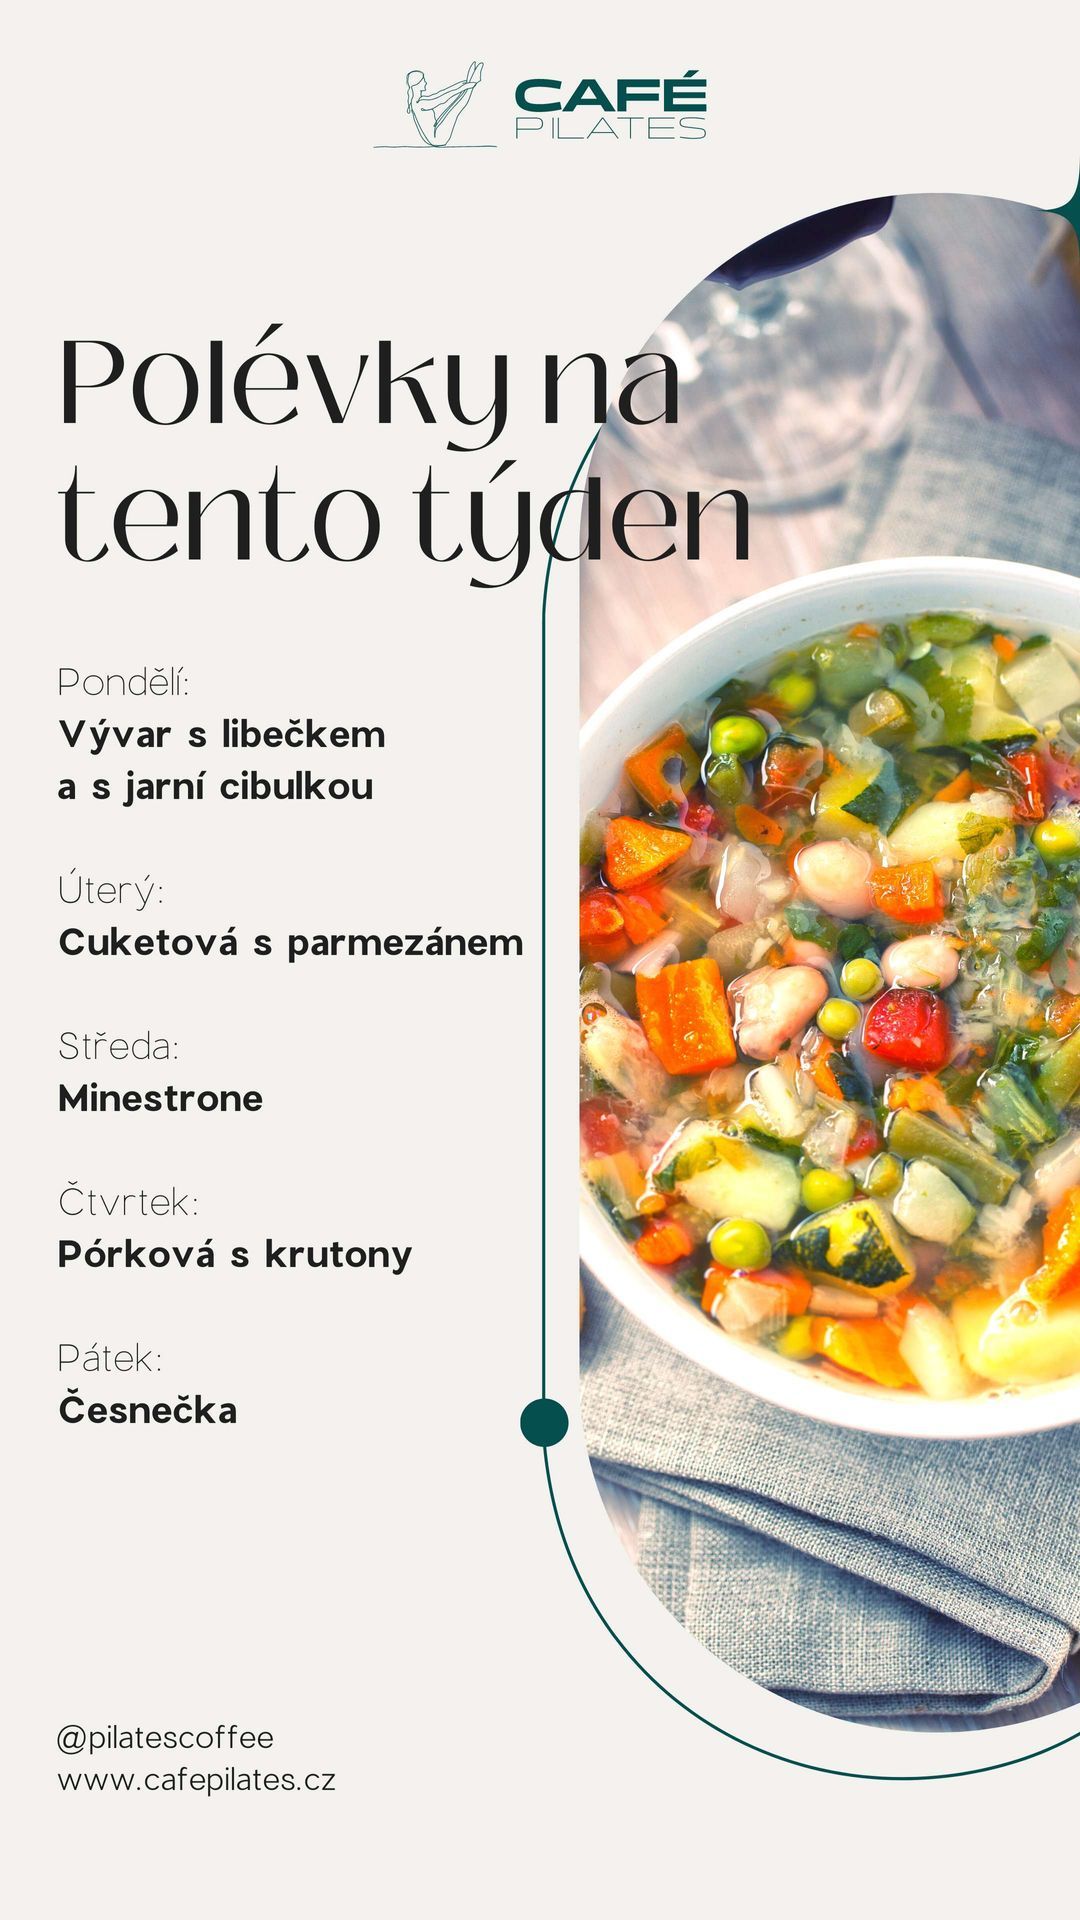 CAFÉ
PILATES
Polévky na
tento týden
Pondělí:
Vývar s libečkem
a s jarní cibulkou
Úterý:
Cuketová s parmezánem
Středa:
Minestrone
Čtvrtek:
Pórková s krutony
Pátek:
Česnečka
@pilatescoffee
www.cafepilates.cz